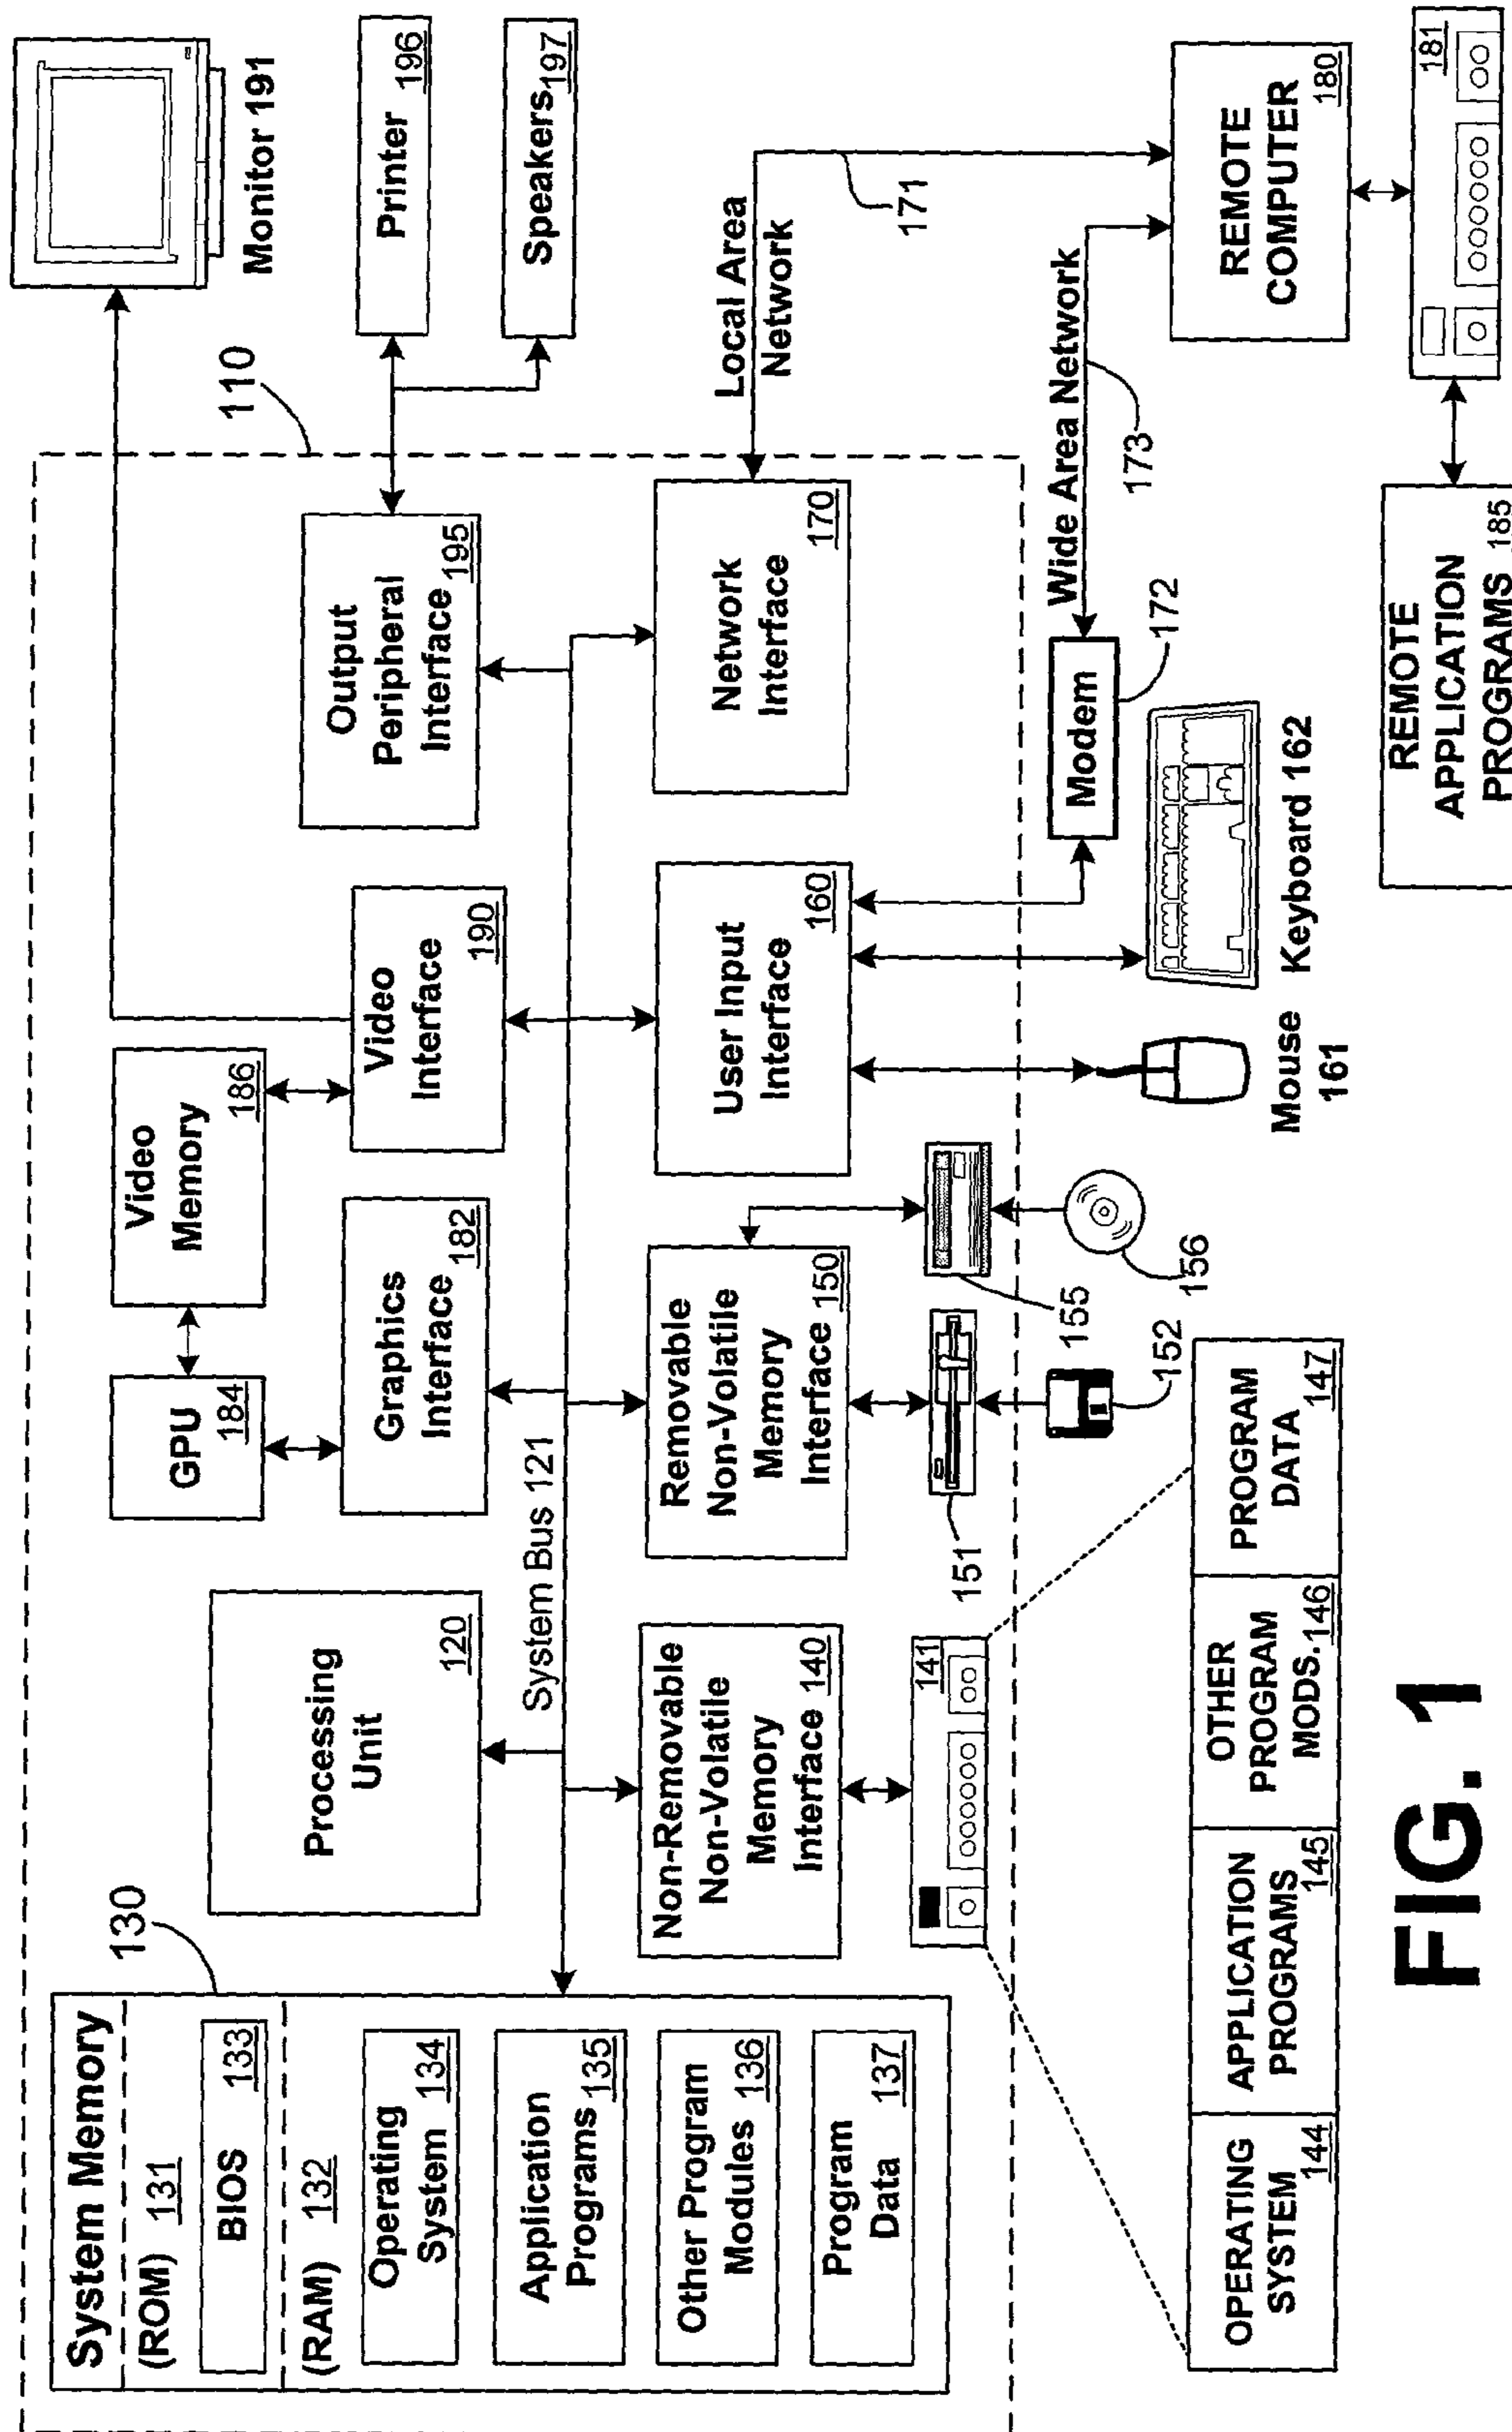 System Memory
(ROM) 131
BIOS 133
(RAM) 132
Operating
System 134
Application
Programs 135
Other Program
Modules 136
Program
Data 137
130
Processing
Unit
120
GPU
184
Video
Memory
186
Graphics
Interface
182
Video
Interface
190
Output
Peripheral
Interface 195
110
Monitor 191
Printer
196
Speakers 197
System Bus 121
Non-Removable
Non-Volatile
Memory
Interface 140
Removable
Non-Volatile
Memory
Interface 150
User Input
Interface
160
Network
Interface
170
Local Area
Network
171
141
151
155
152
156
Mouse
161
Keyboard 162
Modem
172
Wide Area Network
173
REMOTE
COMPUTER
180
181
OPERATING
SYSTEM 144
APPLICATION
PROGRAMS
145
OTHER
PROGRAM
MODS. 146
PROGRAM
DATA
147
REMOTE
APPLICATION
PROGRAMS 185
FIG. 1